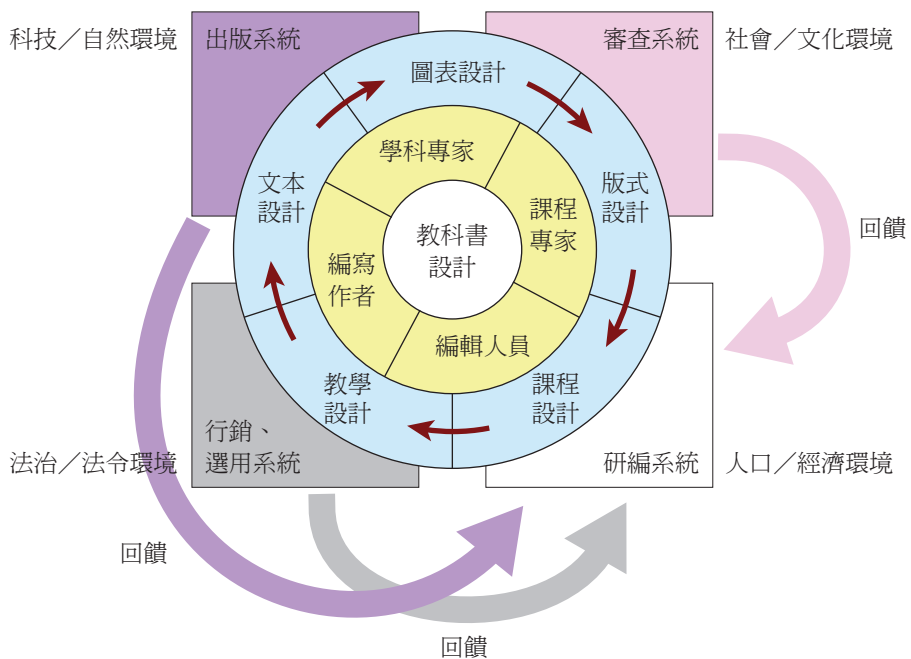 科技／自然環境
出版系統
審查系統
社會／文化環境
圖表設計
學科專家
文本
設計
版式
設計
課程
專家
教科書
設計
回饋
編寫
作者
編輯人員
教學
設計
課程
設計
行銷、
選用系統
法治／法令環境
研編系統
人口／經濟環境
回饋
回饋